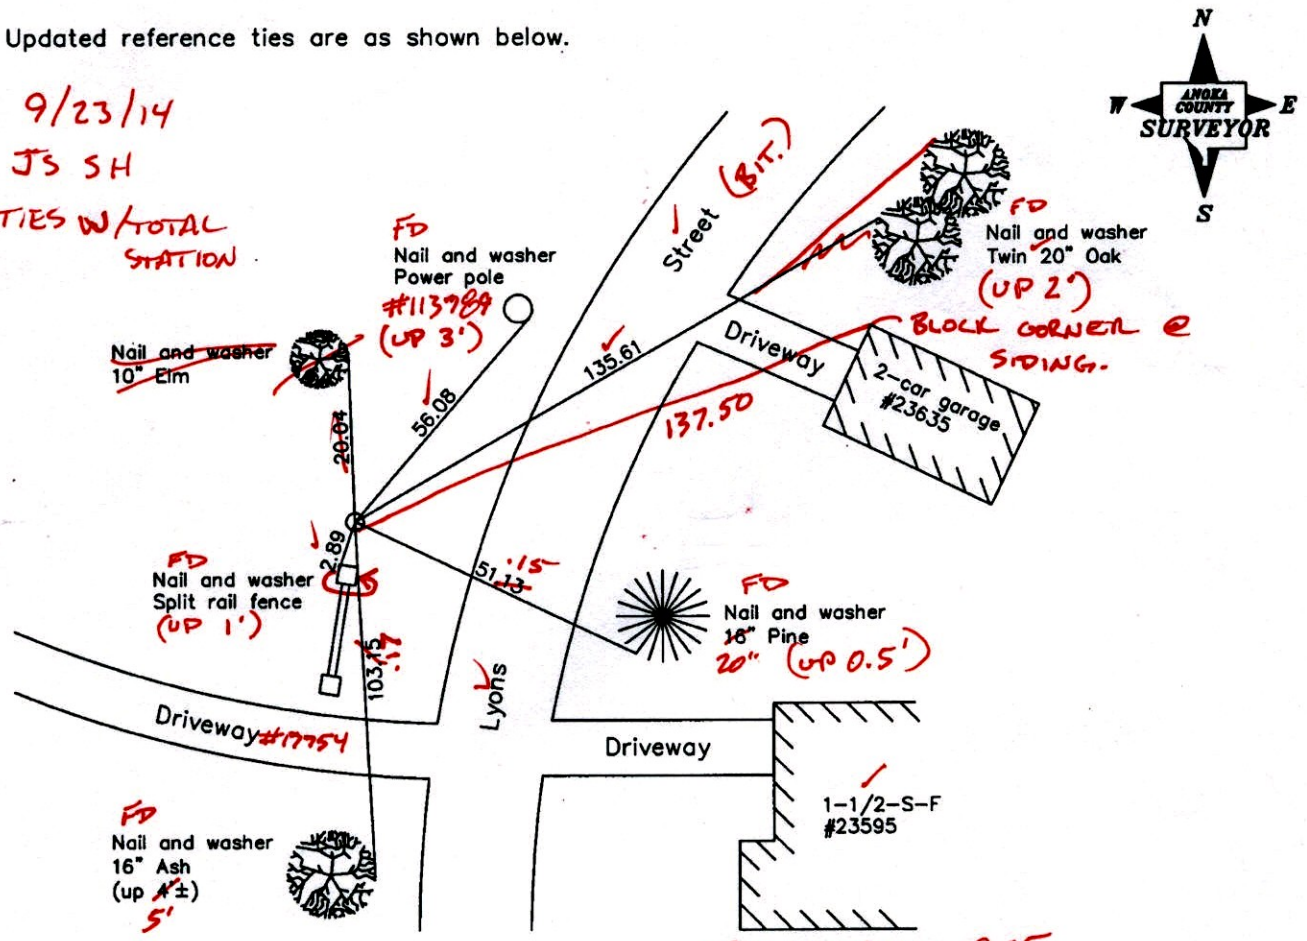 Updated reference ties are as shown below.
9/23/14
JS SH
TIES W/TOTAL
STATION
N
W
ANOKA
COUNTY
SURVEYOR
E
S
(BIT.)
Street
FD
Nail and washer
Twin 20" Oak
(UP 2')
FD
Nail and washer
Power pole
(UP 3')
BLOCK CORNER @
SIDING.
Nail and washer
10" Elm
Driveway
2-car garage
#23635
135.61
56.08
137.50
20.04
2.89
FD
Nail and washer
Split rail fence
(UP 1')
51.13
.15
FD
Nail and washer
Pine
20" (UP 0.5')
103.15
.17
Lyons
Driveway #17754
Driveway
1-1/2-S-F
#23595
FD
Nail and washer
16" Ash
(up 4'±)
5'